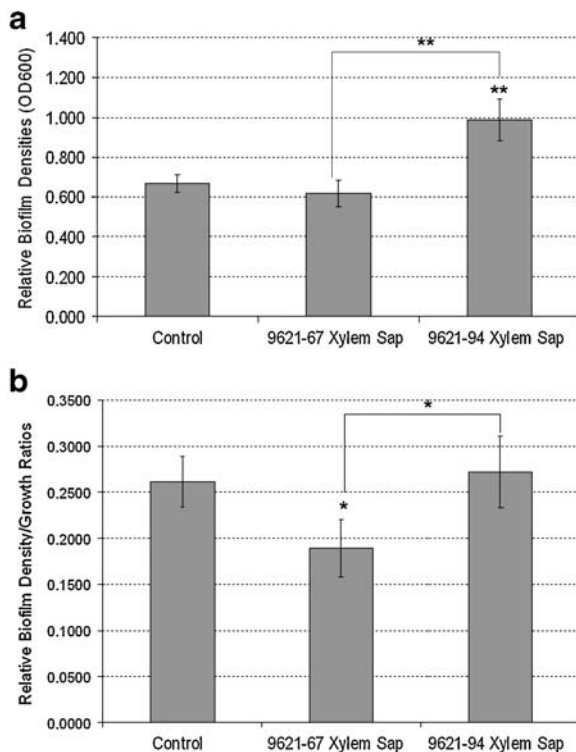 a
Relative Biofilm Densities (OD600)
1.400
1.200
1.000
0.800
0.600
0.400
0.200
0.000
**
**
Control
9621-67 Xylem Sap
9621-94 Xylem Sap
b
Relative Biofilm Density/Growth Ratios
0.3500
0.3000
0.2500
0.2000
0.1500
0.1000
0.0500
0.0000
*
*
Control
9621-67 Xylem Sap
9621-94 Xylem Sap